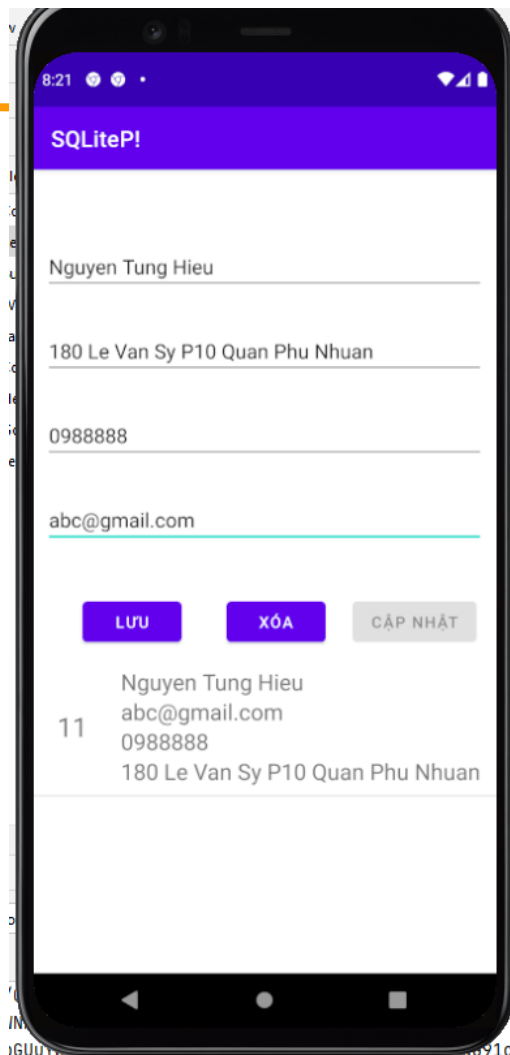 8:21
SQLiteP!
Nguyen Tung Hieu
180 Le Van Sy P10 Quan Phu Nhuan
0988888
abc@gmail.com
LƯU XÓA CẬP NHẬT
11
Nguyen Tung Hieu
abc@gmail.com
0988888
180 Le Van Sy P10 Quan Phu Nhuan